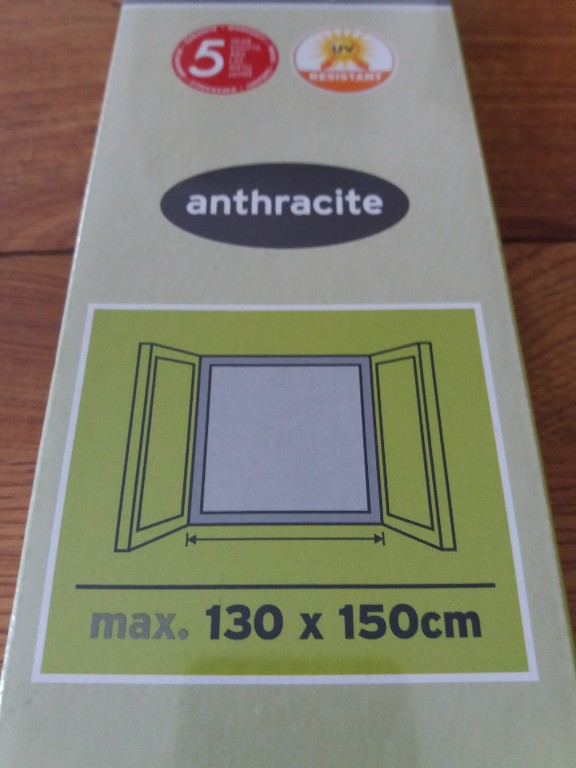 5
UV
RESISTANT
anthracite
max. 130 x 150cm